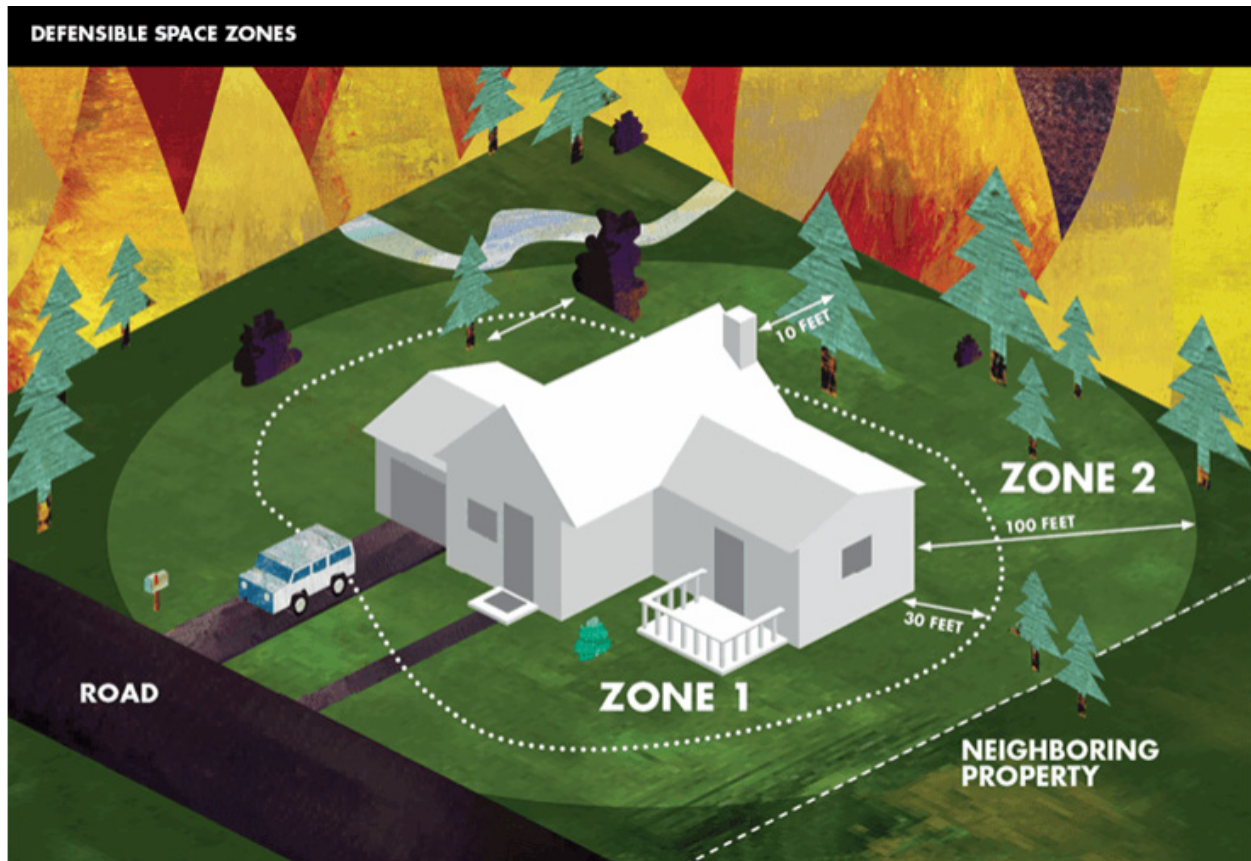 DEFENSIBLE SPACE ZONES
10 FEET
ZONE 2
100 FEET
30 FEET
ROAD
ZONE 1
NEIGHBORING
PROPERTY